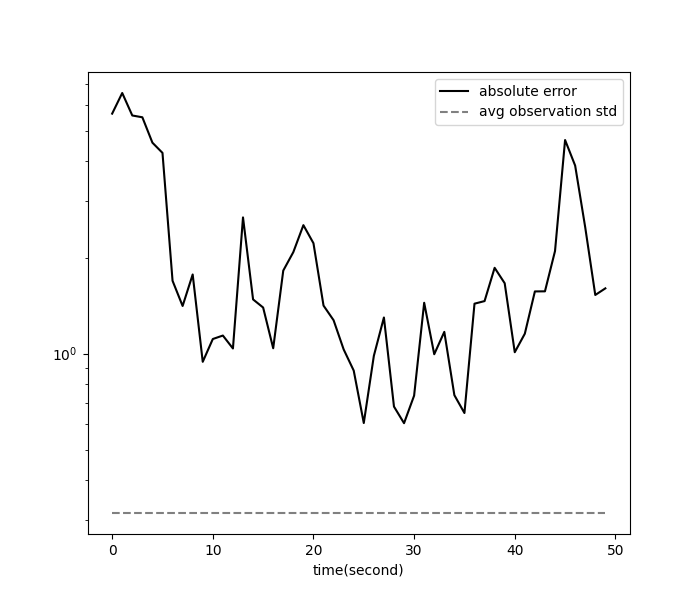 absolute error
avg observation std
10⁰
0 10 20 30 40 50
time(second)